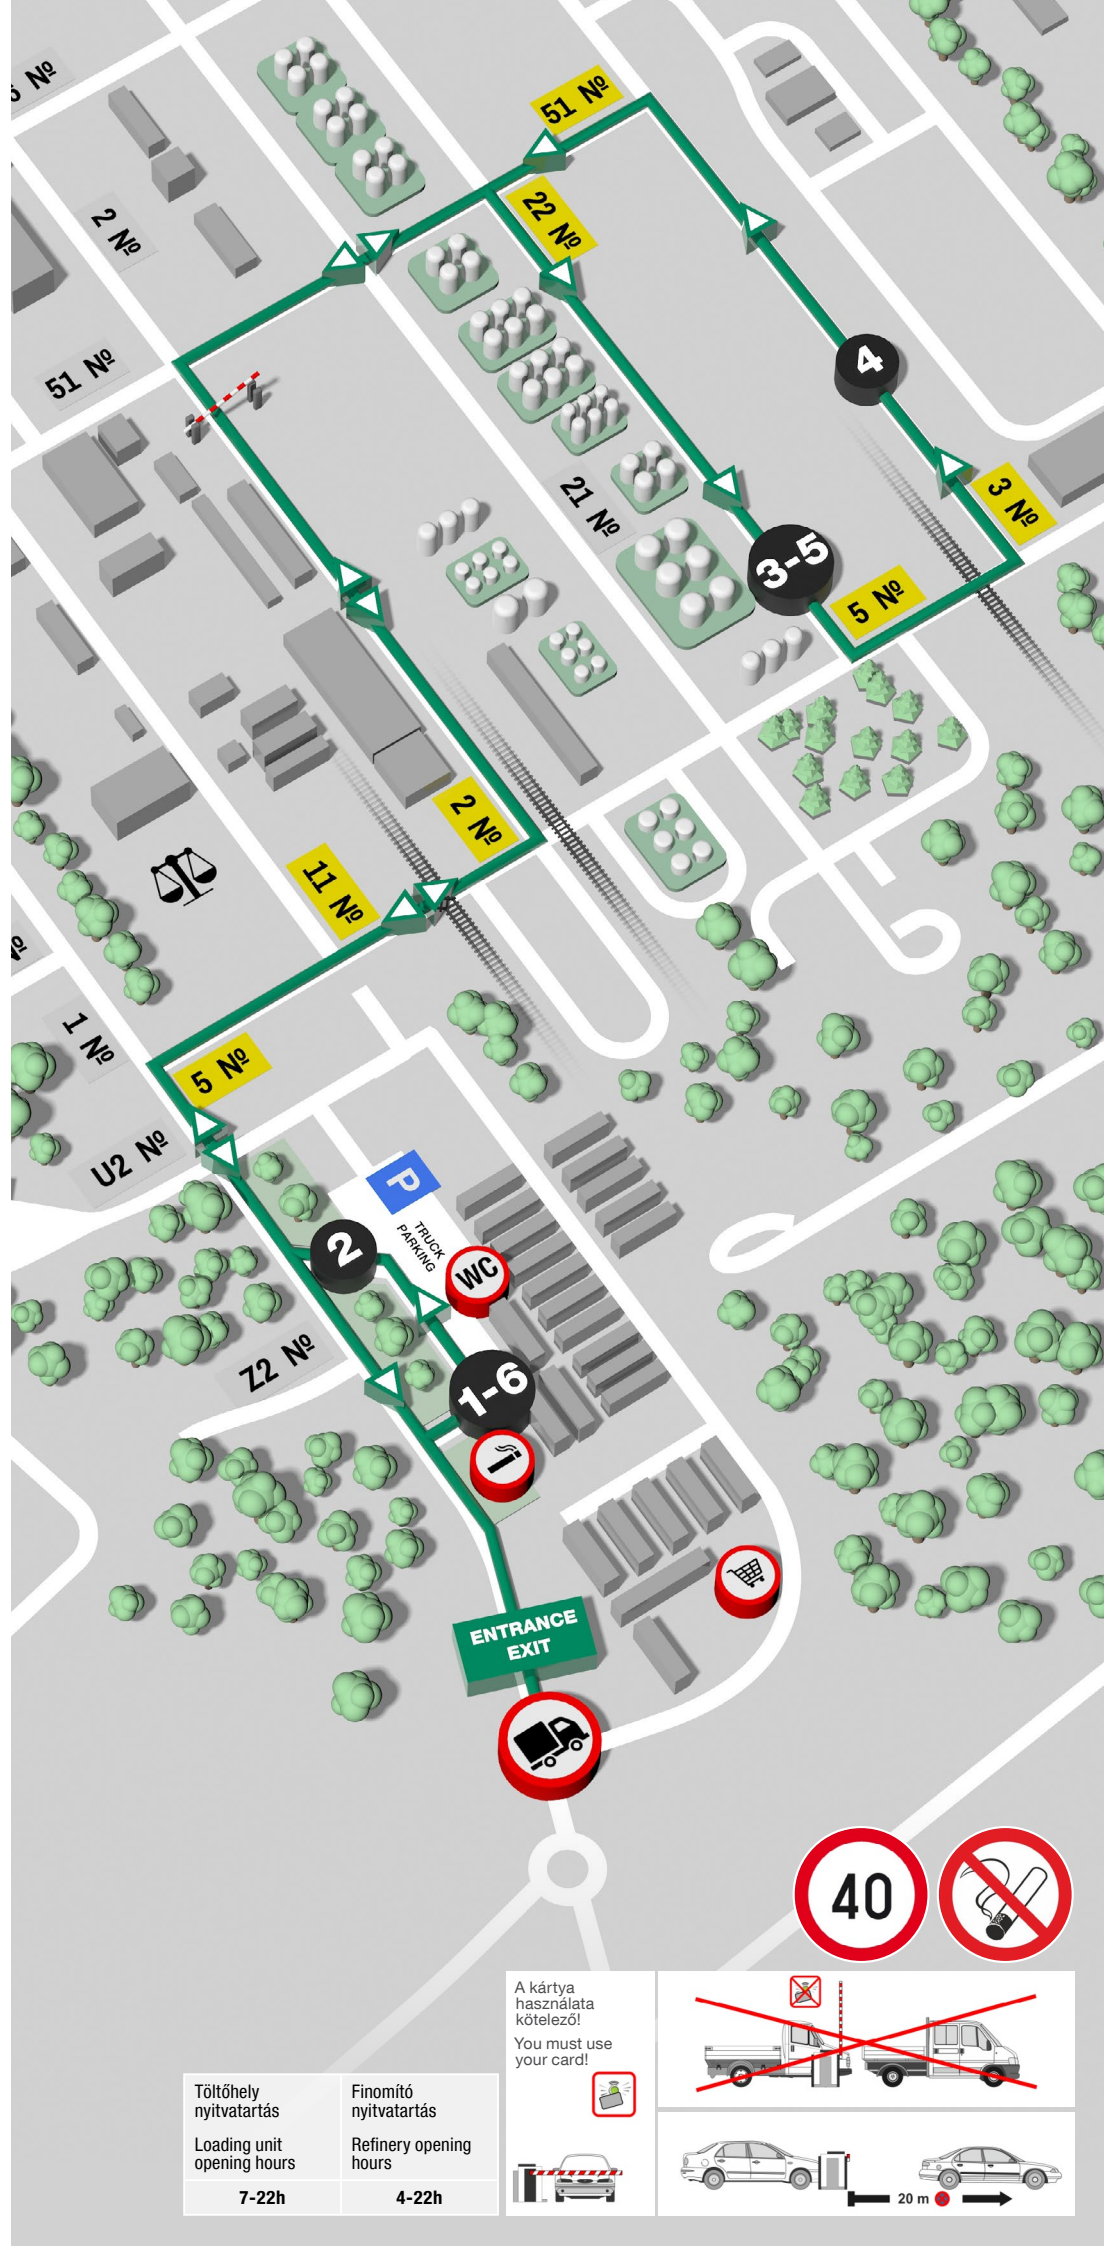 6 Nº
51 Nº
2 Nº
22 Nº
51 Nº
4
21 Nº
3 Nº
3-5
5 Nº
2 Nº
11 Nº
Nº
1 Nº
5 Nº
U2 Nº
P
TRUCK
PARKING
2
WC
Z2 Nº
1-6
ENTRANCE
EXIT
40
A kártya
használata
kötelező!
You must use
your card!
Töltőhely
nyitvatartás
Finomító
nyitvatartás
Loading unit
opening hours
Refinery opening
hours
7-22h
4-22h
20 m